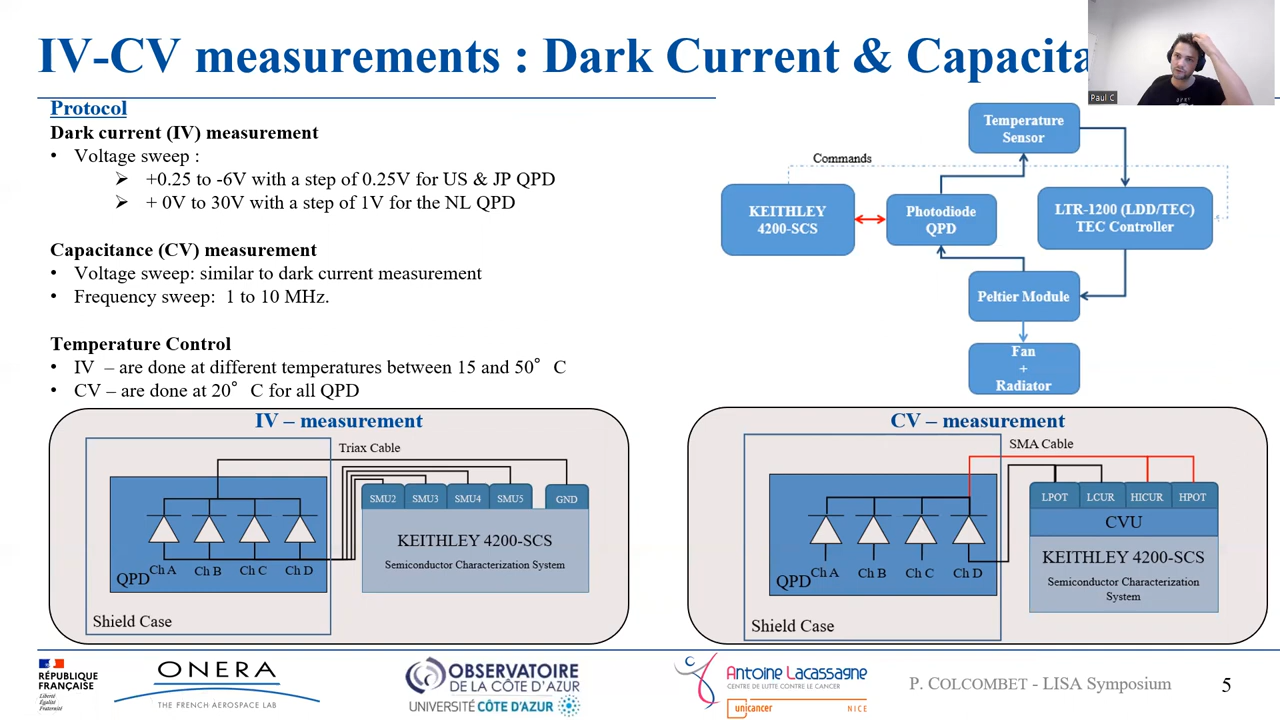 IV-CV measurements : Dark Current & Capacita
Paul C
Protocol
Dark current (IV) measurement
• Voltage sweep :
➢ +0.25 to -6V with a step of 0.25V for US & JP QPD
➢ + 0V to 30V with a step of 1V for the NL QPD
Capacitance (CV) measurement
• Voltage sweep: similar to dark current measurement
• Frequency sweep: 1 to 10 MHz.
Temperature Control
• IV – are done at different temperatures between 15 and 50° C
• CV – are done at 20° C for all QPD
Temperature
Sensor
Commands
KEITHLEY
4200-SCS
Photodiode
QPD
LTR-1200 (LDD/TEC)
TEC Controller
Peltier Module
Fan
+
Radiator
IV – measurement
Triax Cable
SMU2 SMU3 SMU4 SMU5 GND
KEITHLEY 4200-SCS
Semiconductor Characterization System
QPD Ch A Ch B Ch C Ch D
Shield Case
CV – measurement
SMA Cable
LPOT LCUR HICUR HPOT
CVU
KEITHLEY 4200-SCS
Semiconductor Characterization
System
QPD Ch A Ch B Ch C Ch D
Shield Case
RÉPUBLIQUE
FRANÇAISE
Liberté
Égalité
Fraternité
ONERA
THE FRENCH AEROSPACE LAB
OBSERVATOIRE
DE LA CÔTE D'AZUR
UNIVERSITÉ CÔTE D'AZUR
Antoine Lacassagne
CENTRE DE LUTTE CONTRE LE CANCER
unicancer NICE
P. COLCOMBET - LISA Symposium
5